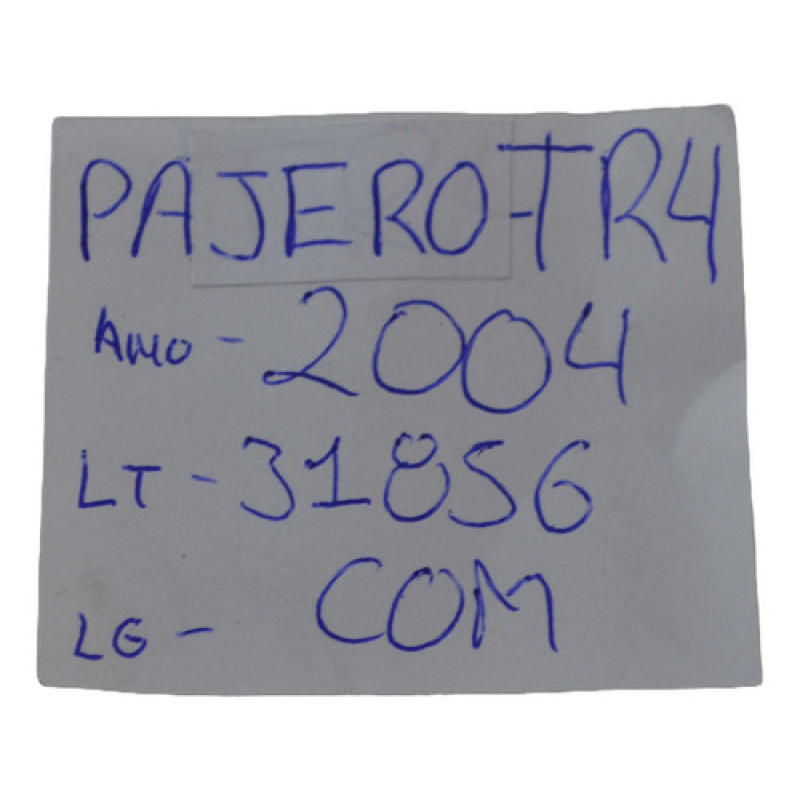 PAJERO-TR4
ANO - 2004
LT - 31856
LG - COM